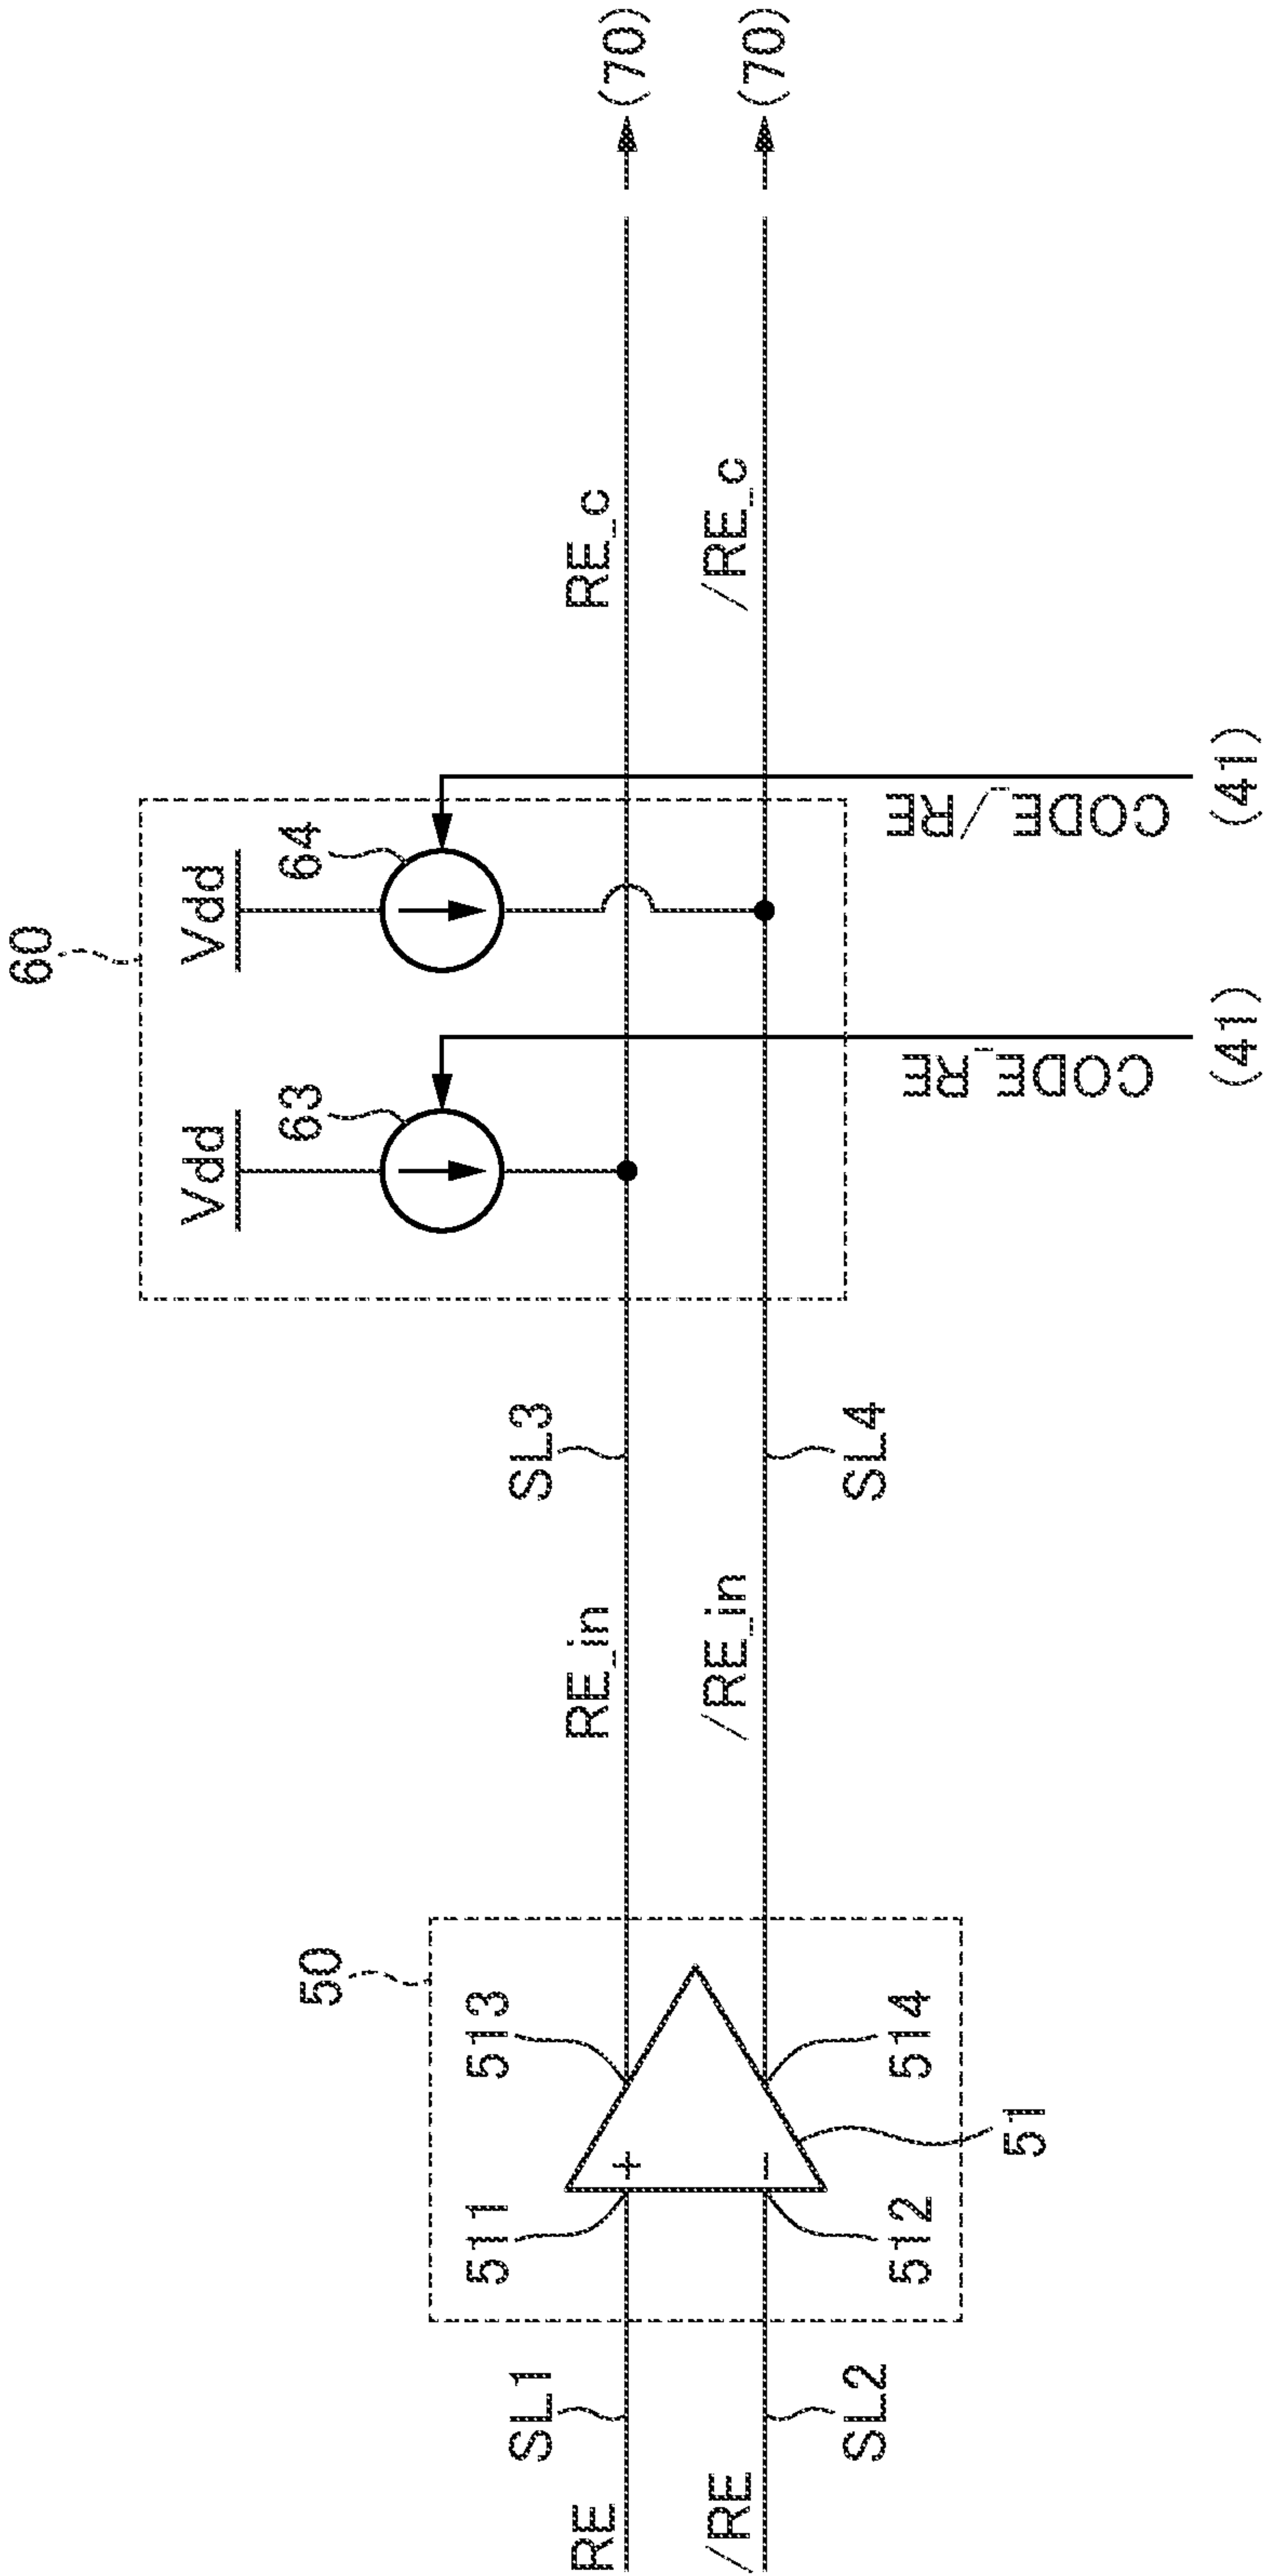 60
Vdd
Vdd
63
64
50
SL1
511
513
SL3
RE
RE_in
RE_c
(70)
+
/RE
−
/RE_in
/RE_c
(70)
SL2
512
514
SL4
CODE_RE
CODE_/RE
51
(41)
(41)